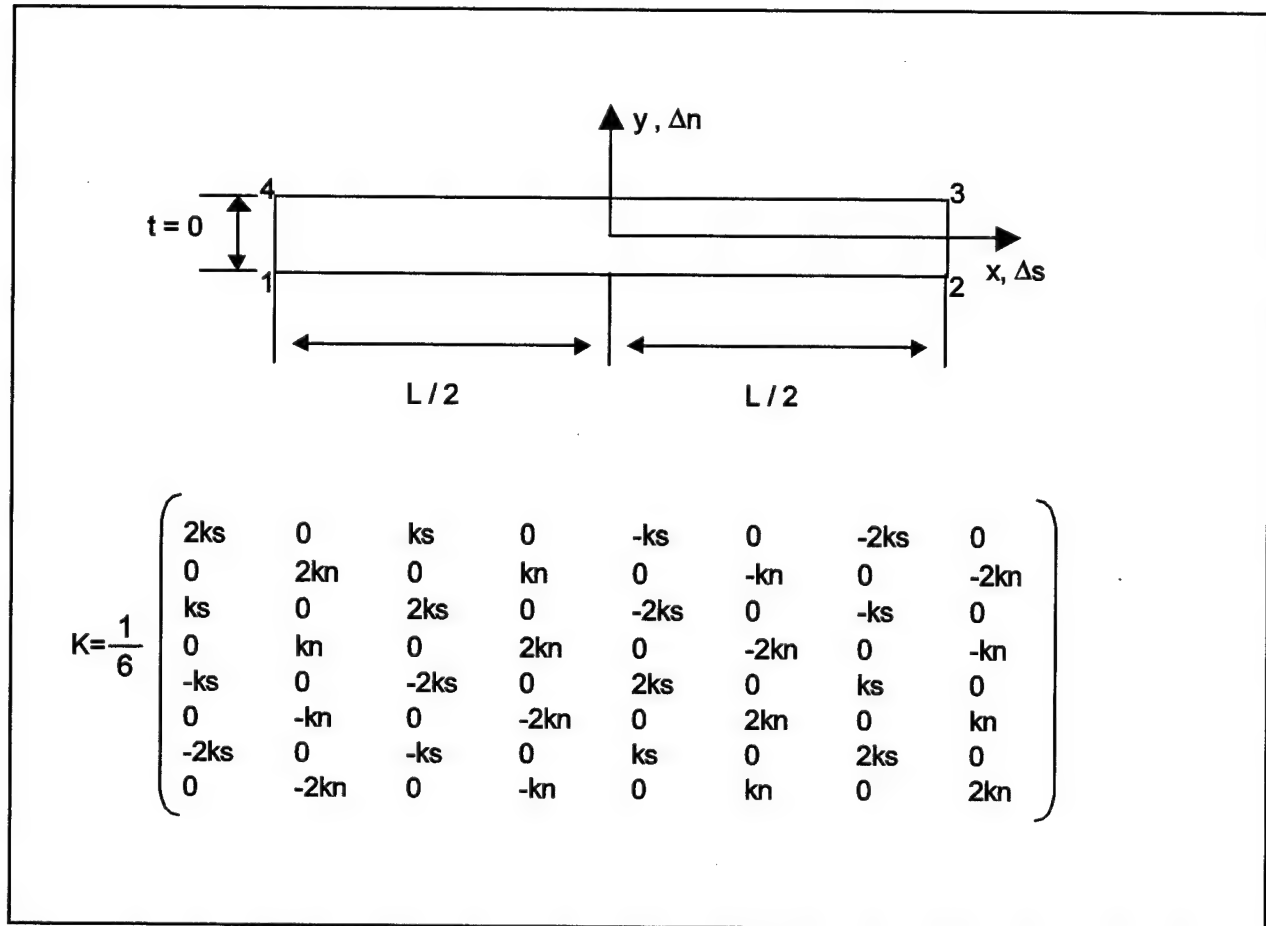 y , Δn
4
3
t = 0
x, Δs
1
2
L / 2
L / 2
K=1/6
2ks 0 ks 0 -ks 0 -2ks 0
0 2kn 0 kn 0 -kn 0 -2kn
ks 0 2ks 0 -2ks 0 -ks 0
0 kn 0 2kn 0 -2kn 0 -kn
-ks 0 -2ks 0 2ks 0 ks 0
0 -kn 0 -2kn 0 2kn 0 kn
-2ks 0 -ks 0 ks 0 2ks 0
0 -2kn 0 -kn 0 kn 0 2kn